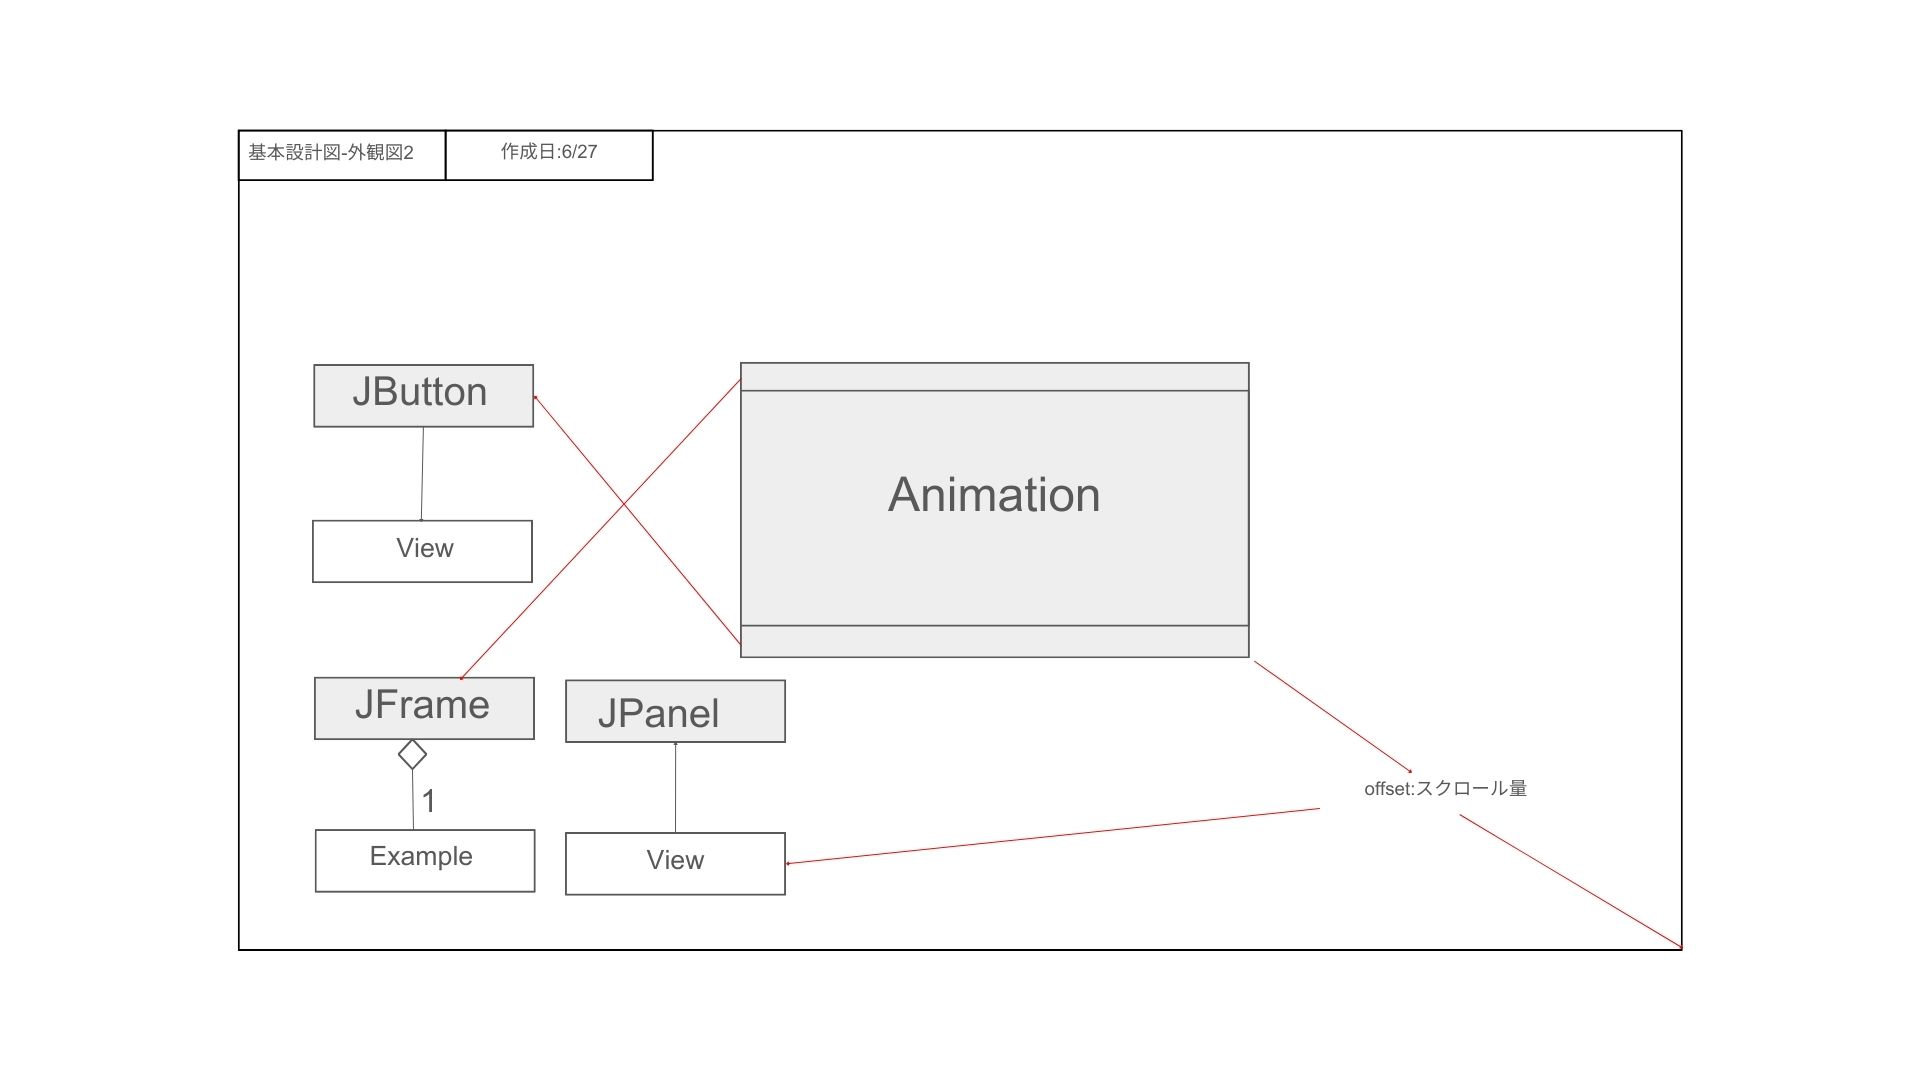 基本設計図-外観図2
作成日:6/27
JButton
Animation
View
JFrame
JPanel
offset:スクロール量
1
Example
View